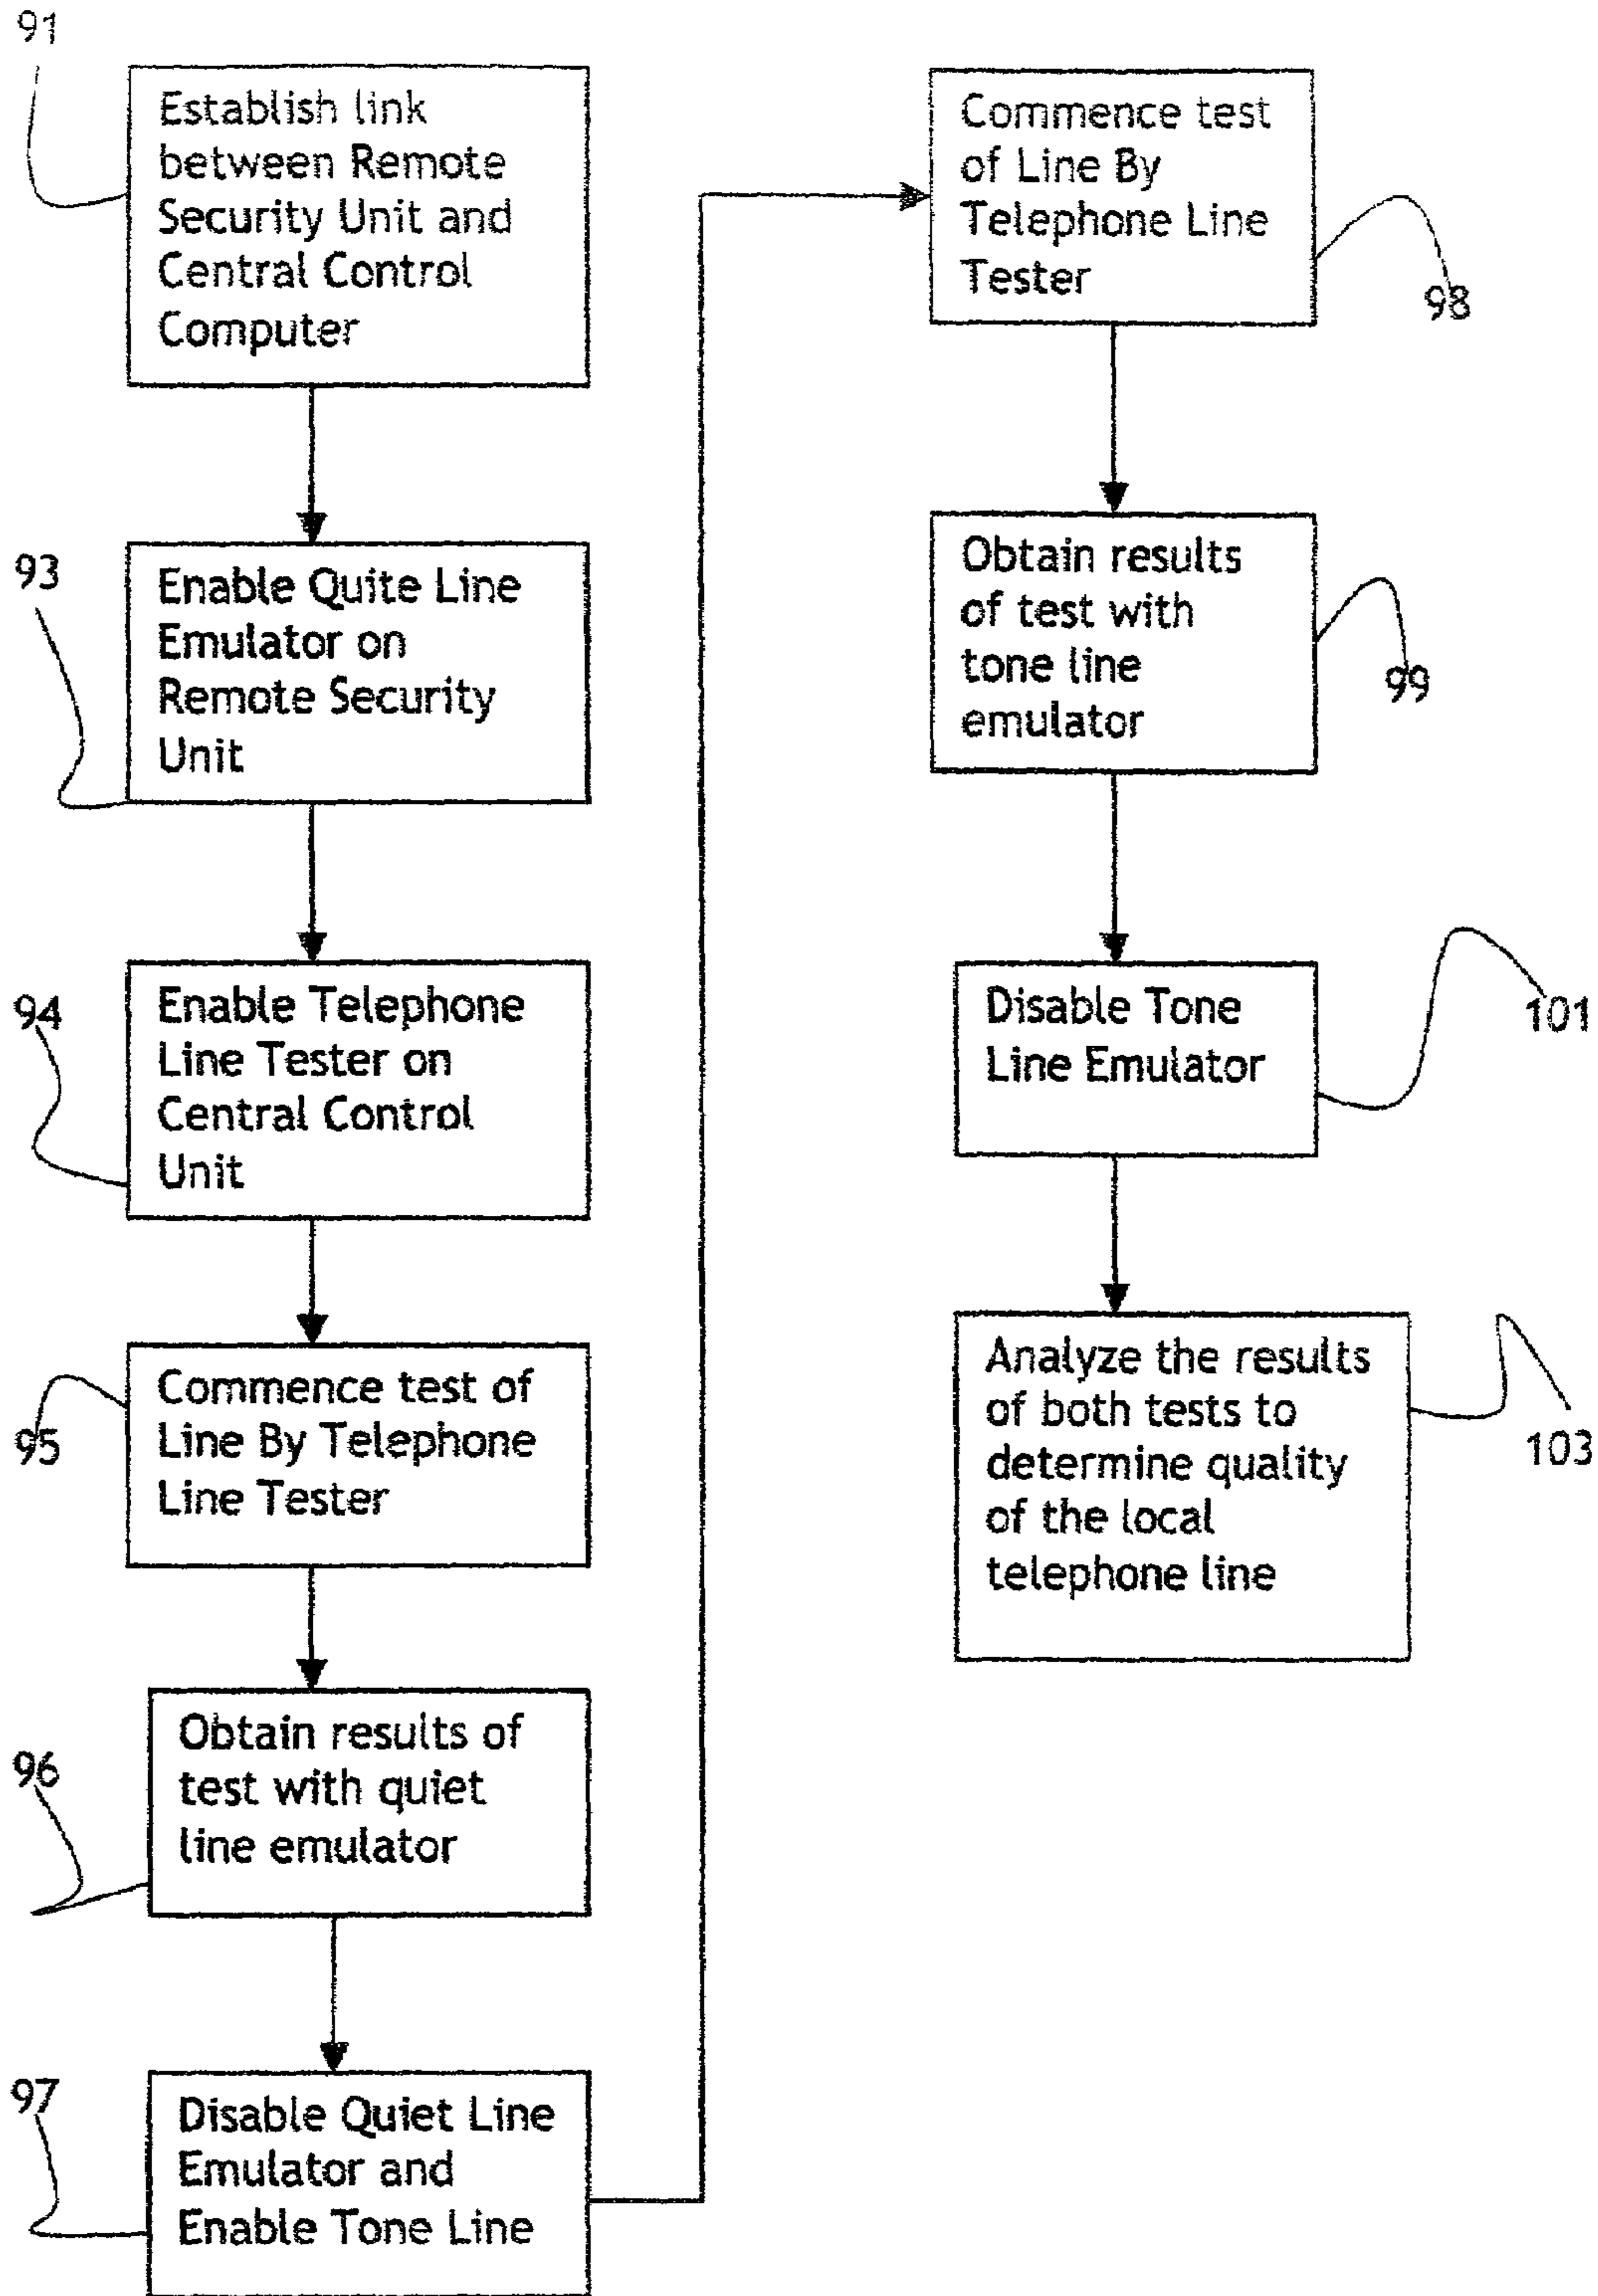 91
Establish link
between Remote
Security Unit and
Central Control
Computer
93
Enable Quite Line
Emulator on
Remote Security
Unit
94
Enable Telephone
Line Tester on
Central Control
Unit
95
Commence test of
Line By Telephone
Line Tester
96
Obtain results of
test with quiet
line emulator
97
Disable Quiet Line
Emulator and
Enable Tone Line
Commence test
of Line By
Telephone Line
Tester
98
Obtain results
of test with
tone line
emulator
99
Disable Tone
Line Emulator
101
Analyze the results
of both tests to
determine quality
of the local
telephone line
103